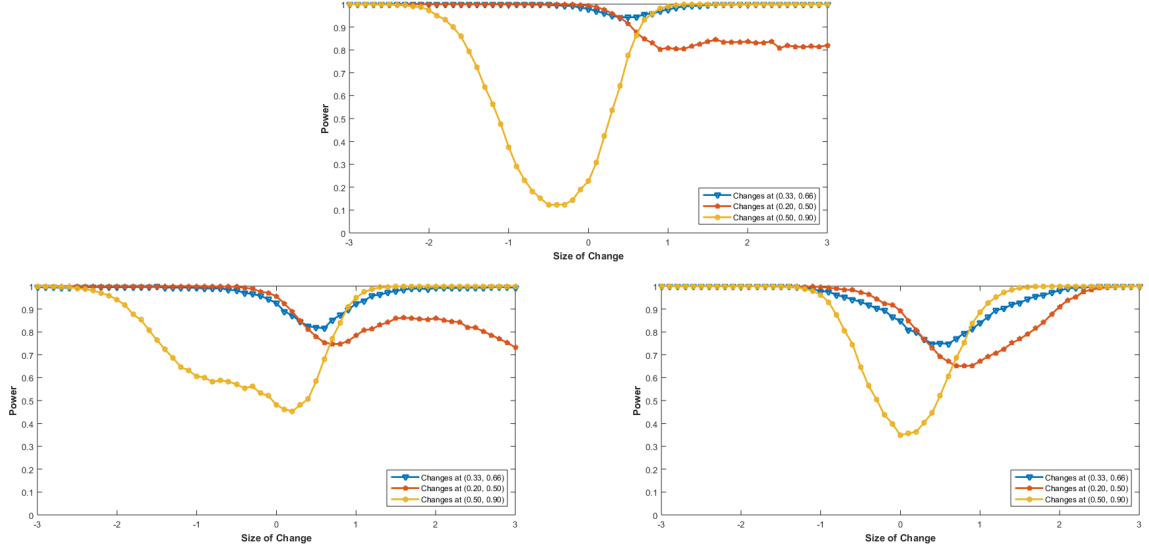 1
0.9
0.8
0.7
0.6
0.5
0.4
0.3
0.2
0.1
0
Power
-3 -2 -1 0 1 2 3
Size of Change
Changes at (0.33, 0.66)
Changes at (0.20, 0.50)
Changes at (0.50, 0.90)
1
0.9
0.8
0.7
0.6
0.5
0.4
0.3
0.2
0.1
0
Power
-3 -2 -1 0 1 2 3
Size of Change
Changes at (0.33, 0.66)
Changes at (0.20, 0.50)
Changes at (0.50, 0.90)
1
0.9
0.8
0.7
0.6
0.5
0.4
0.3
0.2
0.1
0
Power
-3 -2 -1 0 1 2 3
Size of Change
Changes at (0.33, 0.66)
Changes at (0.20, 0.50)
Changes at (0.50, 0.90)